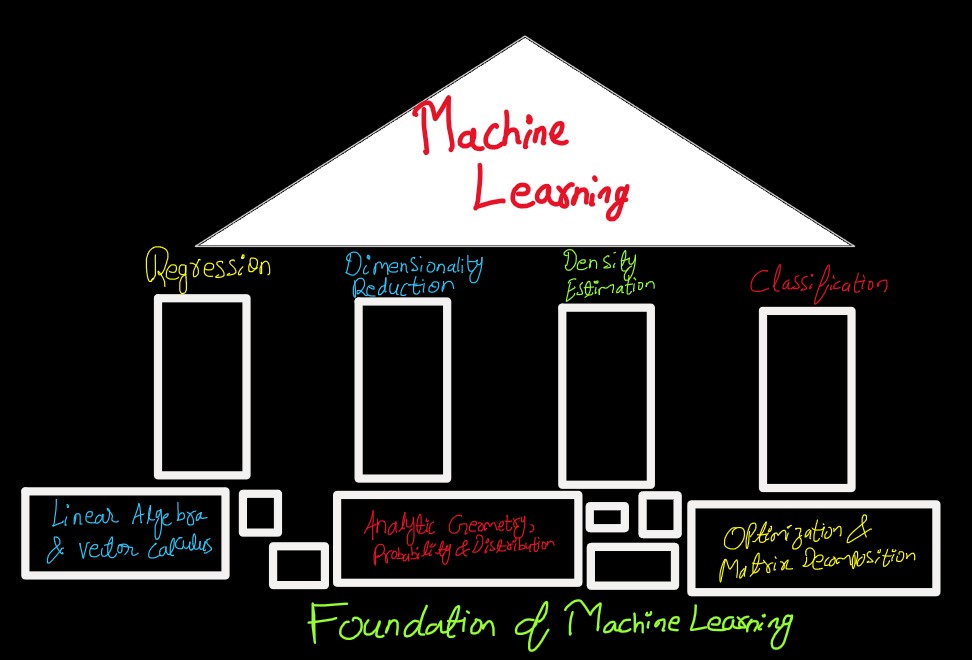 Machine
Learning
Regression
Dimensionality
Reduction
Density
Estimation
Classification
Linear Algebra
& vector calculus
Analytic Geometry,
Probability & Distribution
Optimization &
Matrix Decomposition
Foundation of Machine Learning